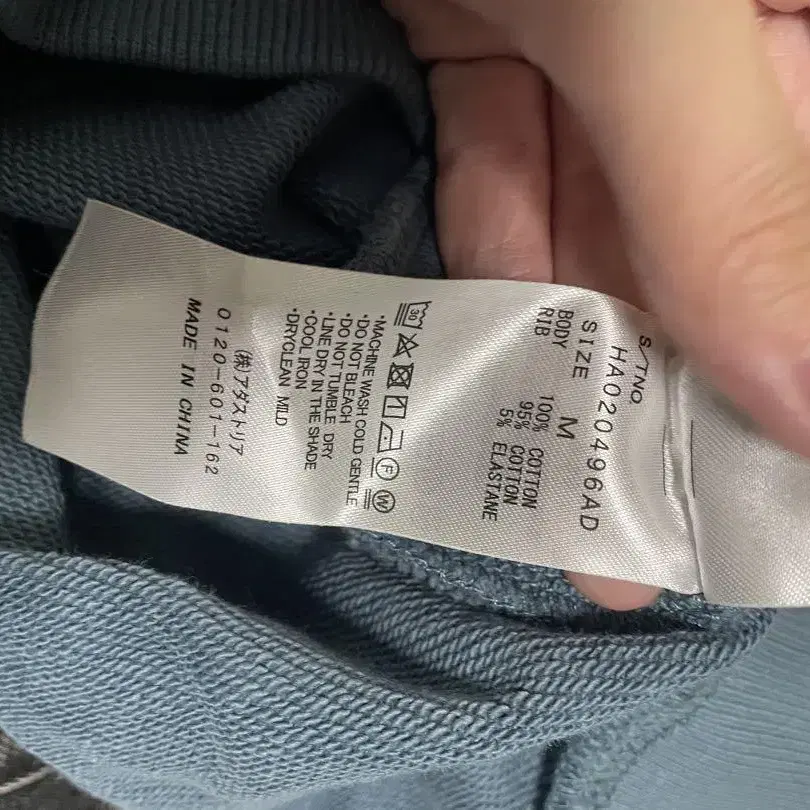 S/TNO.
HA020496AD
SIZE M
BODY 100% COTTON
RIB 95% COTTON
5% ELASTANE
30
F W
・MACHINE WASH COLD GENTLE
・DO NOT BLEACH
・DO NOT TUMBLE DRY
・LINE DRY IN THE SHADE
・COOL IRON
・DRYCLEAN MILD
(株)アダストリア
0120-601-162
MADE IN CHINA